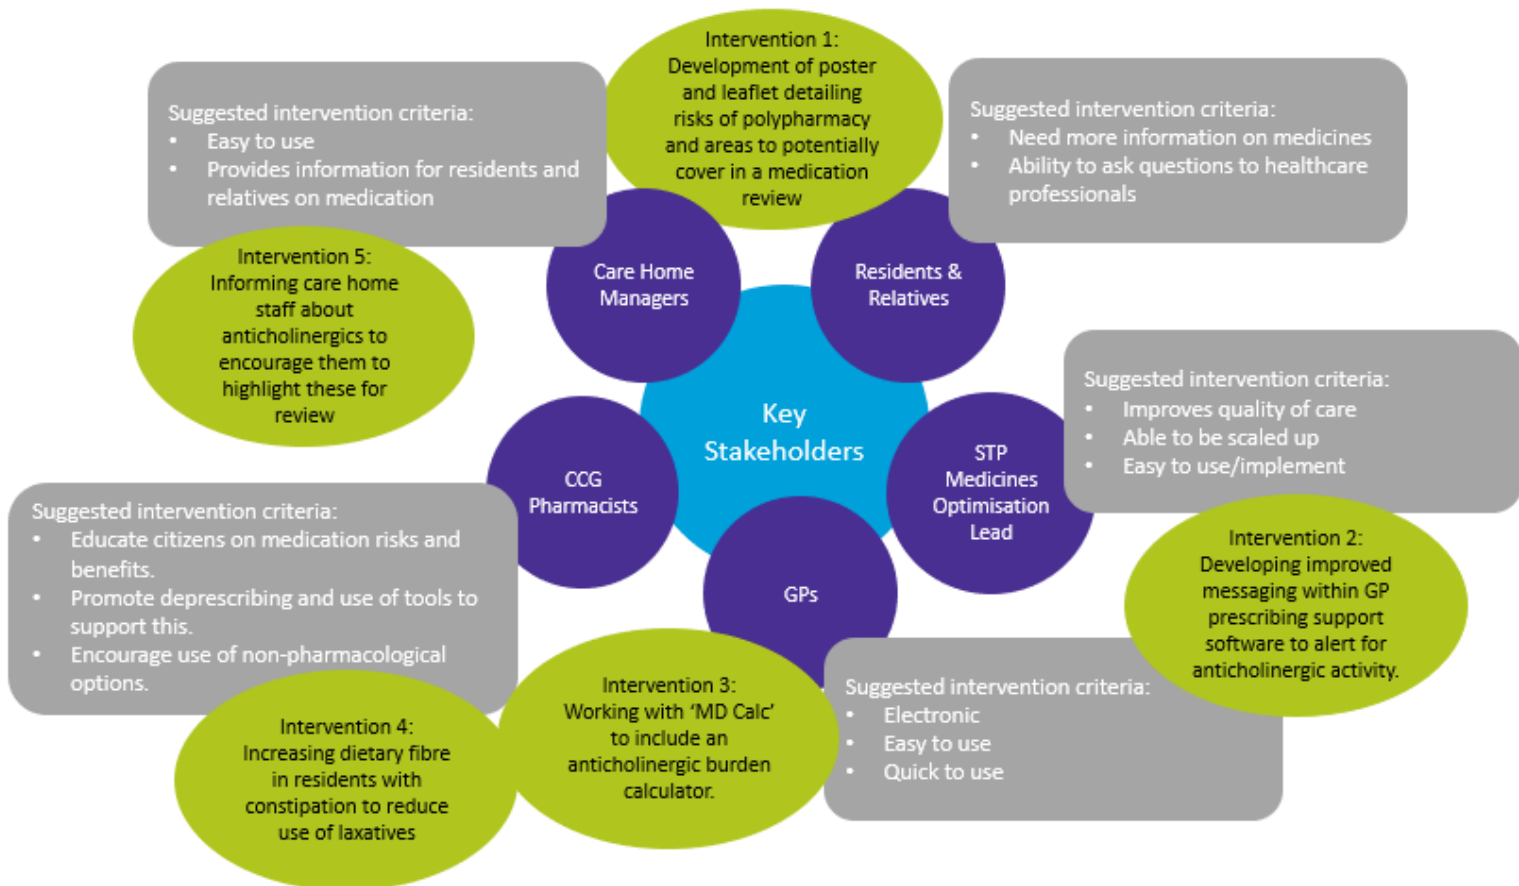 Intervention 1:
Development of poster
and leaflet detailing
risks of polypharmacy
and areas to potentially
cover in a medication
review
Suggested intervention criteria:
• Easy to use
• Provides information for residents and
relatives on medication
Suggested intervention criteria:
• Need more information on medicines
• Ability to ask questions to healthcare
professionals
Intervention 5:
Informing care home
staff about
anticholinergics to
encourage them to
highlight these for
review
Care Home
Managers
Residents &
Relatives
Key
Stakeholders
Suggested intervention criteria:
• Improves quality of care
• Able to be scaled up
• Easy to use/implement
CCG
Pharmacists
STP
Medicines
Optimisation
Lead
GPs
Suggested intervention criteria:
• Educate citizens on medication risks and
benefits.
• Promote deprescribing and use of tools to
support this.
• Encourage use of non-pharmacological
options.
Intervention 2:
Developing improved
messaging within GP
prescribing support
software to alert for
anticholinergic activity.
Intervention 4:
Increasing dietary fibre
in residents with
constipation to reduce
use of laxatives
Intervention 3:
Working with ‘MD Calc’
to include an
anticholinergic burden
calculator.
Suggested intervention criteria:
• Electronic
• Easy to use
• Quick to use